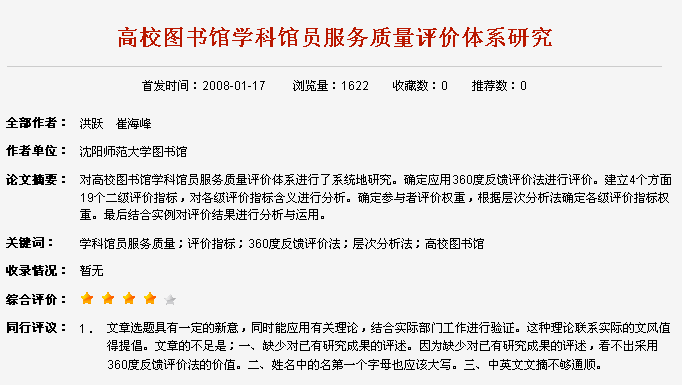 高校图书馆学科馆员服务质量评价体系研究
首发时间：2008-01-17 浏览量：1622 收藏数：0 推荐数：0
全部作者： 洪跃 崔海峰
作者单位： 沈阳师范大学图书馆
论文摘要： 对高校图书馆学科馆员服务质量评价体系进行了系统地研究。确定应用360度反馈评价法进行评价。建立4个方面
19个二级评价指标，对各级评价指标含义进行分析。确定参与者评价权重，根据层次分析法确定各级评价指标权
重。最后结合实例对评价结果进行分析与运用。
关键词： 学科馆员服务质量；评价指标；360度反馈评价法；层次分析法；高校图书馆
收录情况： 暂无
综合评价：
同行评议： 1． 文章选题具有一定的新意，同时能应用有关理论，结合实际部门工作进行验证。这种理论联系实际的文风值
得提倡。文章的不足是；一、缺少对已有研究成果的评述。因为缺少对已有研究成果的评述，看不出采用
360度反馈评价法的价值。二、姓名中的名第一个字母也应该大写。三、中英文文摘不够通顺。